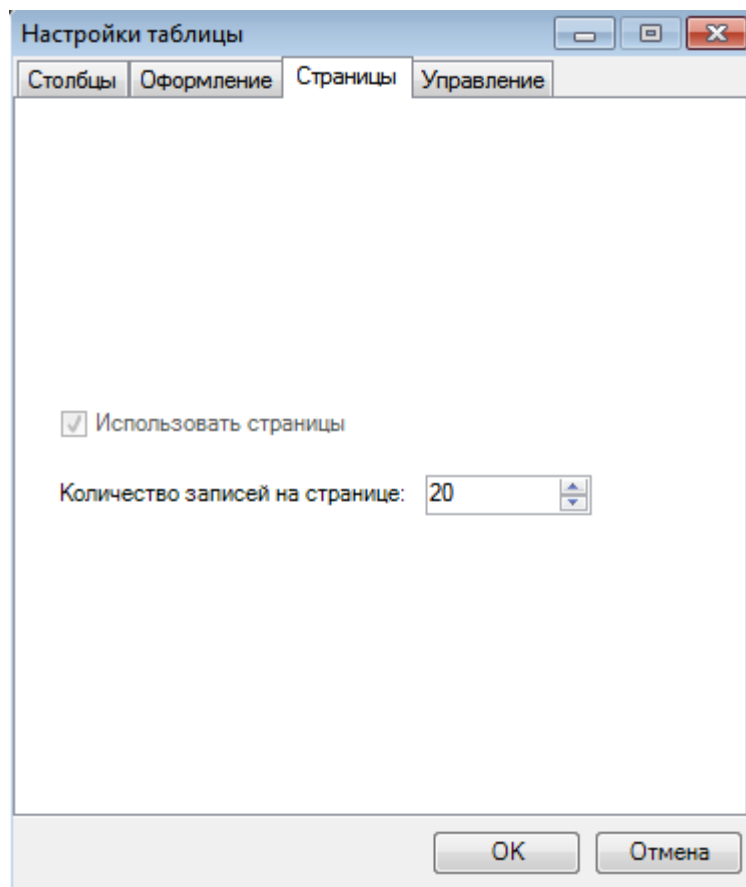 Настройки таблицы
Столбцы Оформление Страницы Управление
Использовать страницы
Количество записей на странице: 20
OK Отмена